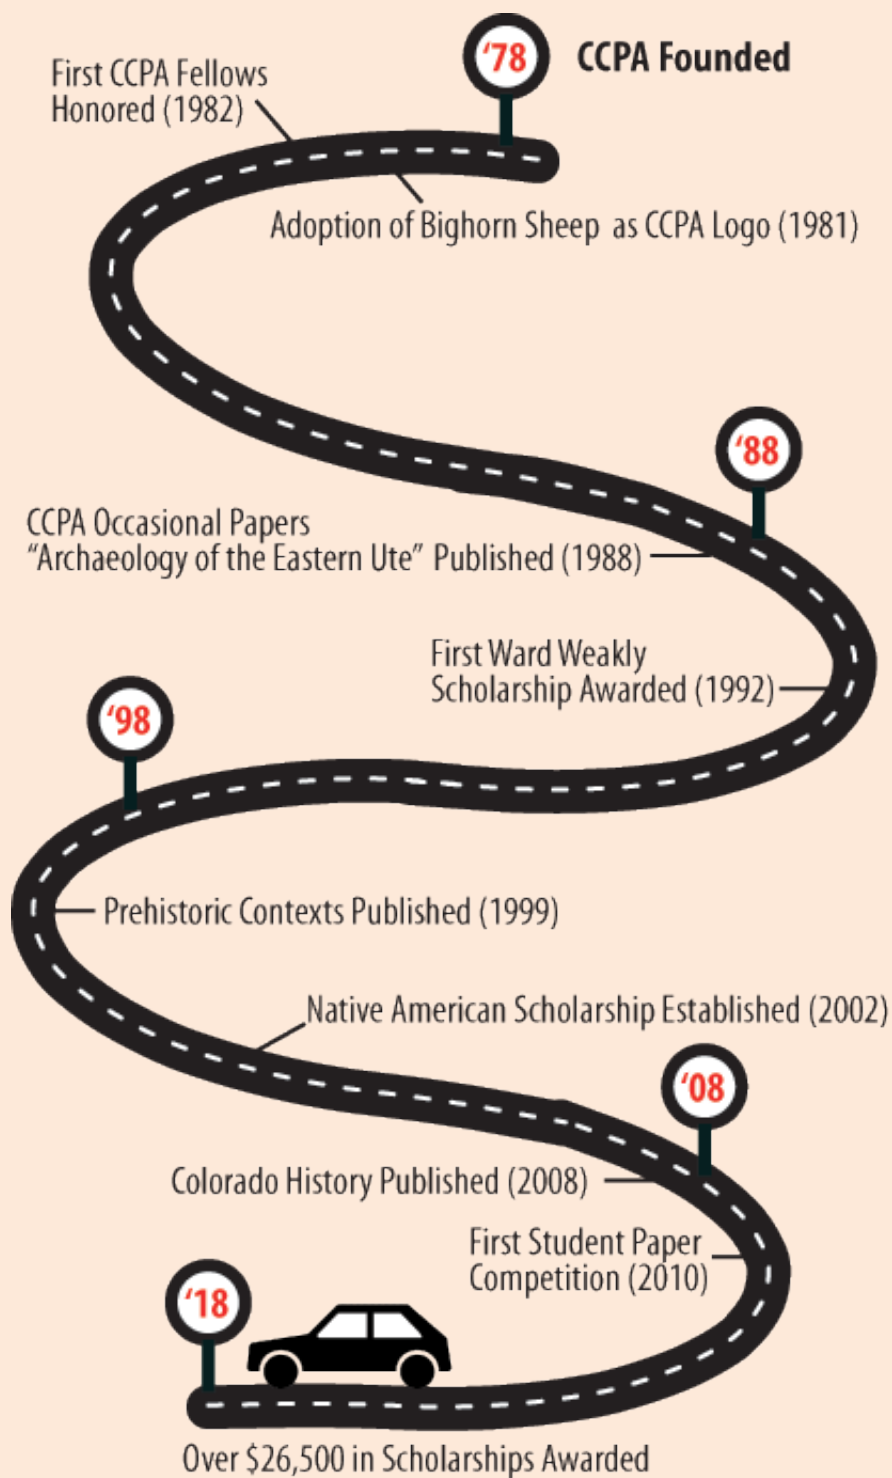 ‘78 CCPA Founded
First CCPA Fellows
Honored (1982)
Adoption of Bighorn Sheep as CCPA Logo (1981)
‘88
CCPA Occasional Papers
“Archaeology of the Eastern Ute” Published (1988)
First Ward Weakly
Scholarship Awarded (1992)
‘98
Prehistoric Contexts Published (1999)
Native American Scholarship Established (2002)
‘08
Colorado History Published (2008)
First Student Paper
Competition (2010)
‘18
Over $26,500 in Scholarships Awarded